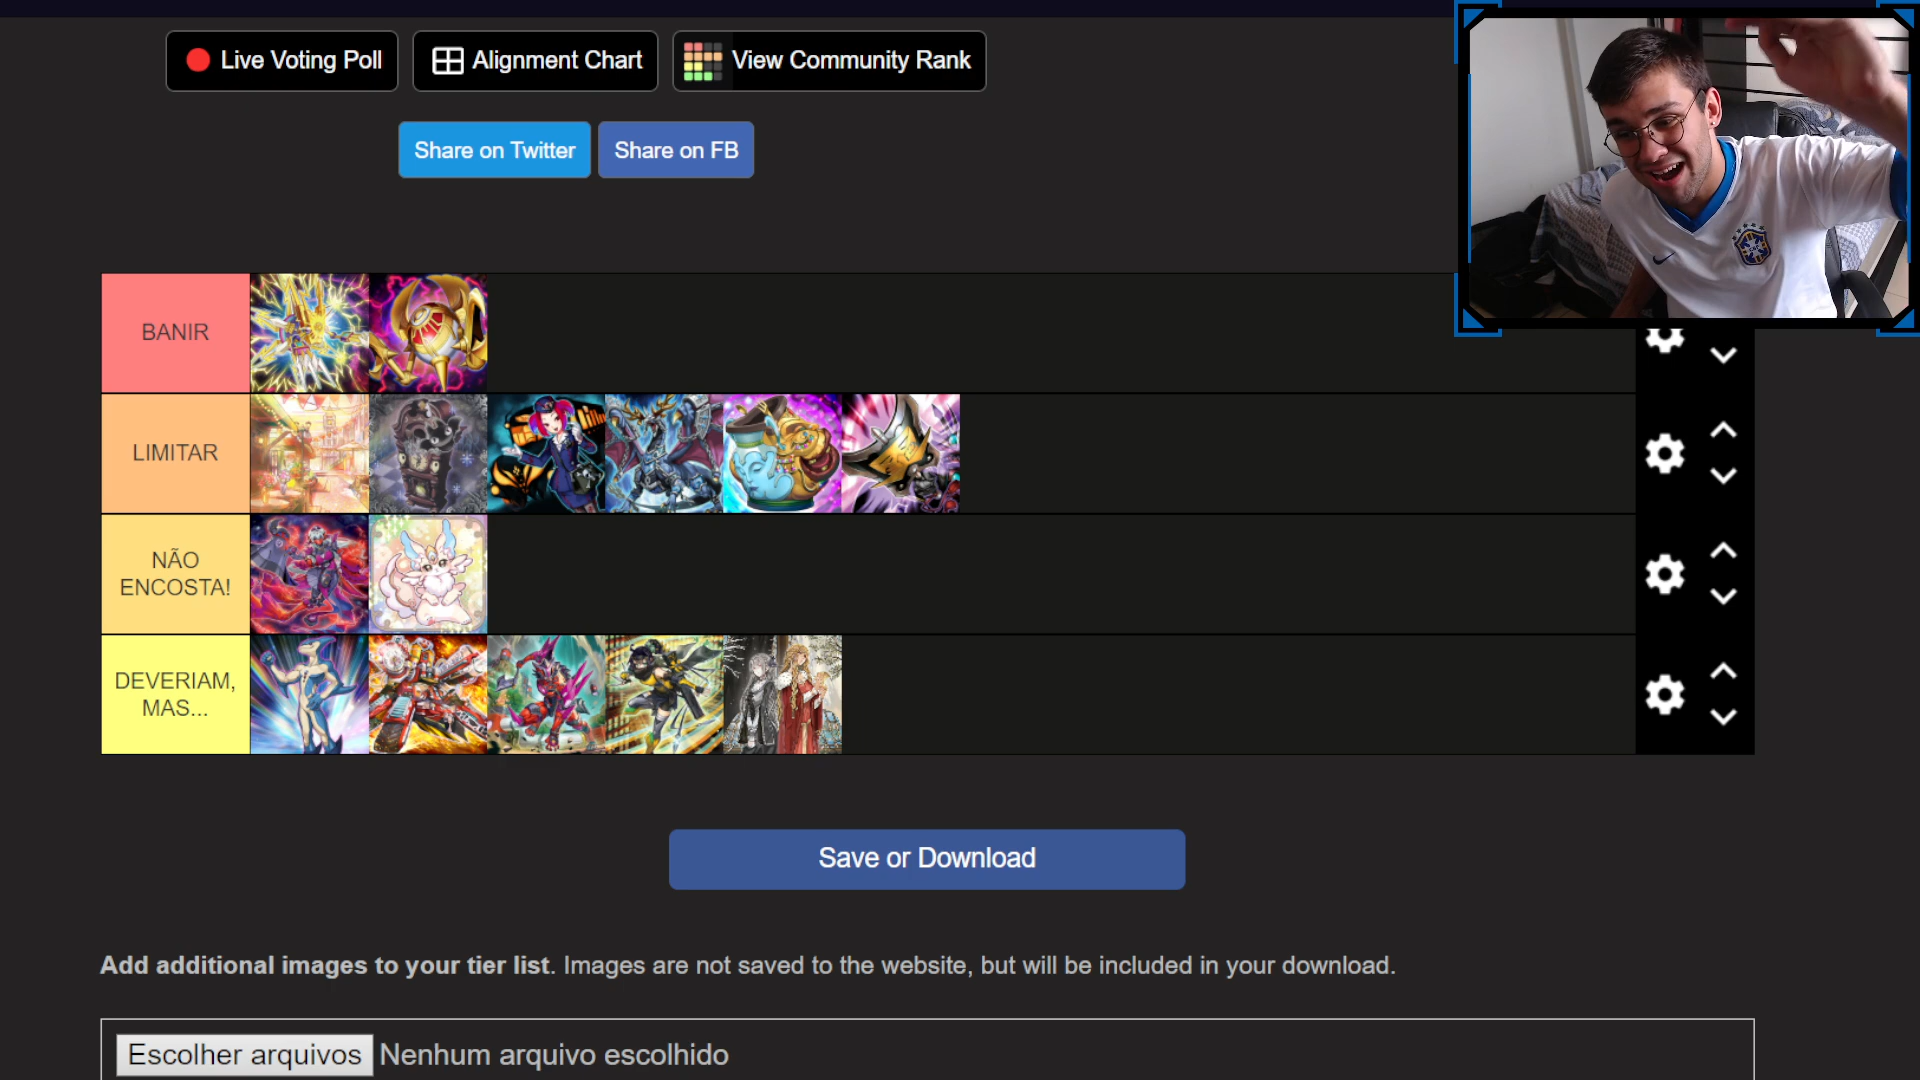 Live Voting Poll
Alignment Chart
View Community Rank
Share on Twitter
Share on FB
BANIR
LIMITAR
NÃO
ENCOSTA!
DEVERIAM,
MAS...
Save or Download
Add additional images to your tier list. Images are not saved to the website, but will be included in your download.
Escolher arquivos Nenhum arquivo escolhido